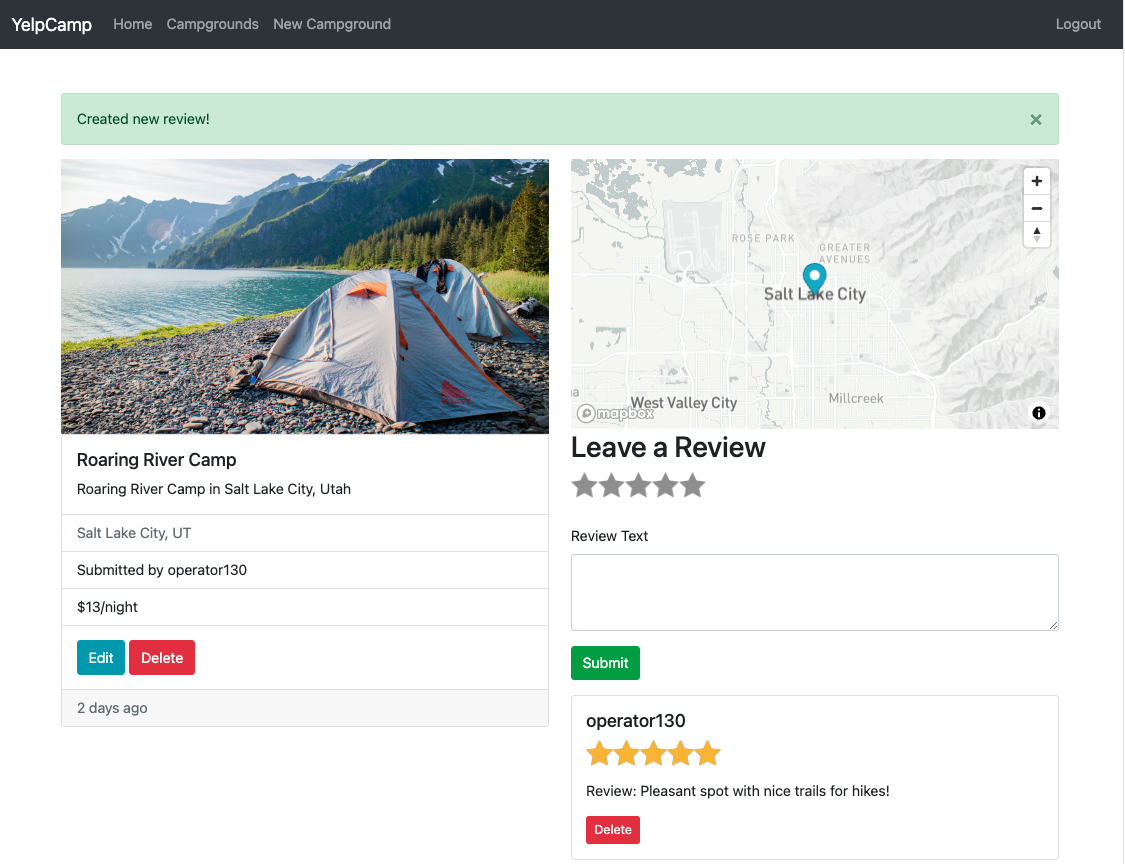 YelpCamp Home Campgrounds New Campground Logout
Created new review!
×
ROSE PARK
GREATER
AVENUES
Salt Lake City
West Valley City
Millcreek
mapbox
Roaring River Camp
Roaring River Camp in Salt Lake City, Utah
Salt Lake City, UT
Submitted by operator130
$13/night
Edit Delete
2 days ago
Leave a Review
Review Text
Submit
operator130
Review: Pleasant spot with nice trails for hikes!
Delete